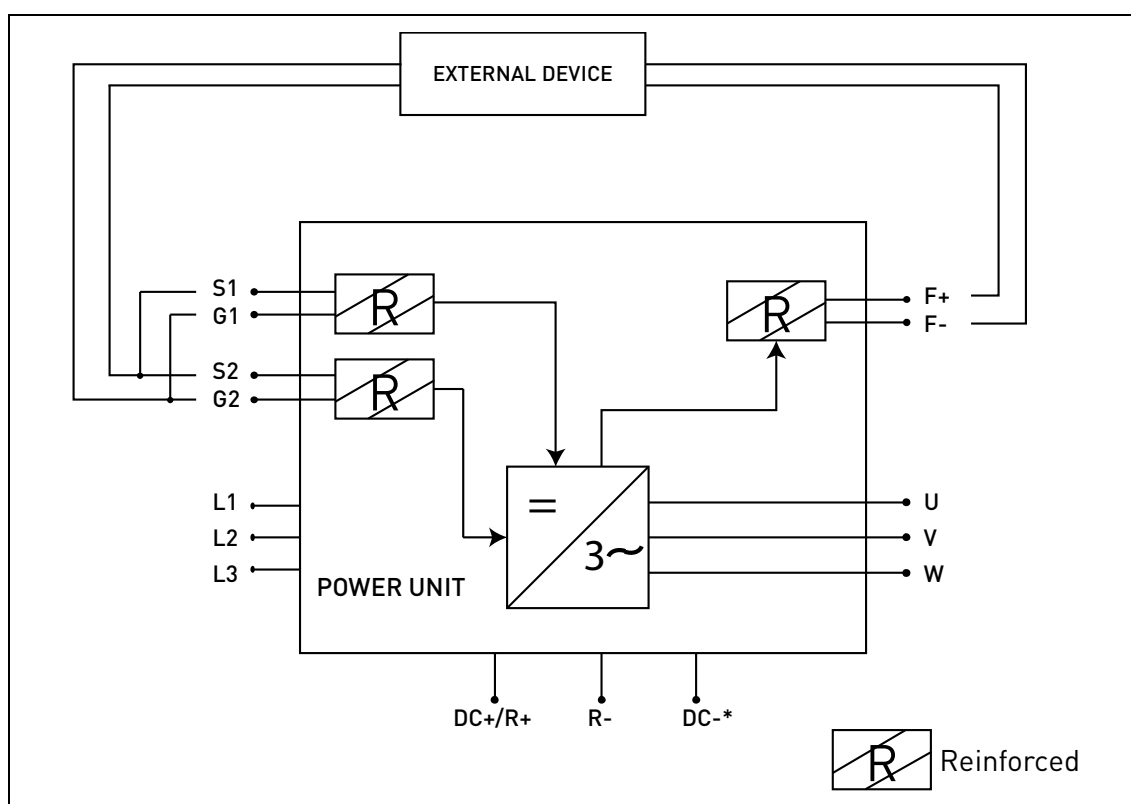 EXTERNAL DEVICE
S1
G1
S2
G2
R
R
R
F+
F-
L1
L2
L3
=
3~
U
V
W
POWER UNIT
DC+/R+
R-
DC-*
R
Reinforced